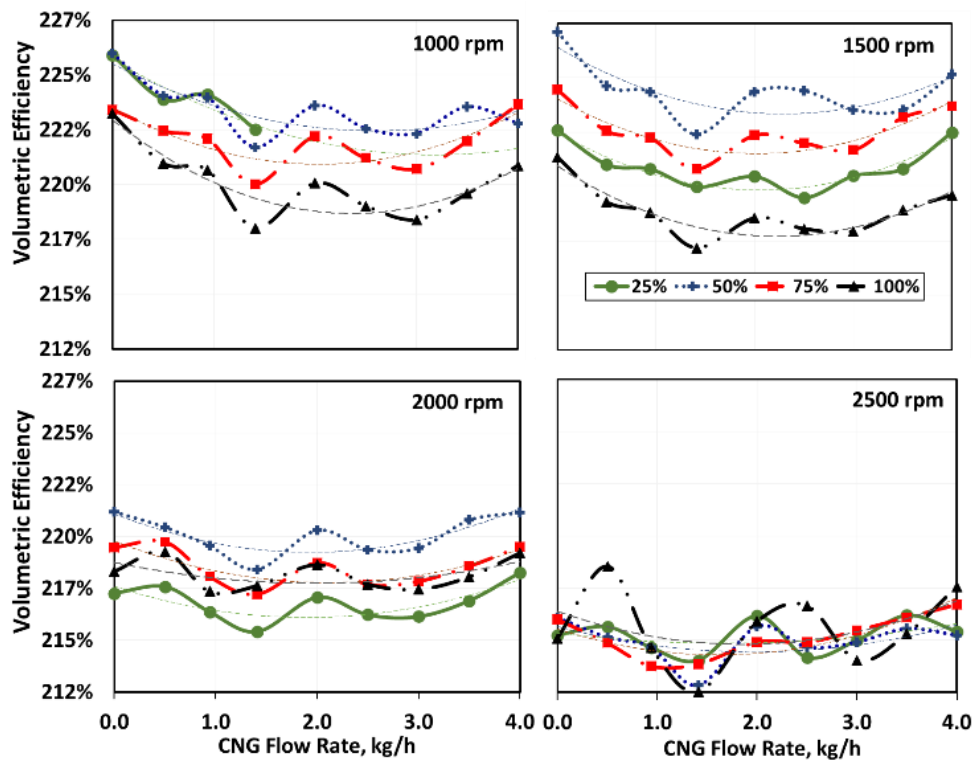 227%
225%
222%
220%
217%
215%
212%
Volumetric Efficiency
1000 rpm
1500 rpm
25% 50% 75% 100%
227%
225%
222%
220%
217%
215%
212%
Volumetric Efficiency
2000 rpm
2500 rpm
0.0 1.0 2.0 3.0 4.0
CNG Flow Rate, kg/h
0.0 1.0 2.0 3.0 4.0
CNG Flow Rate, kg/h